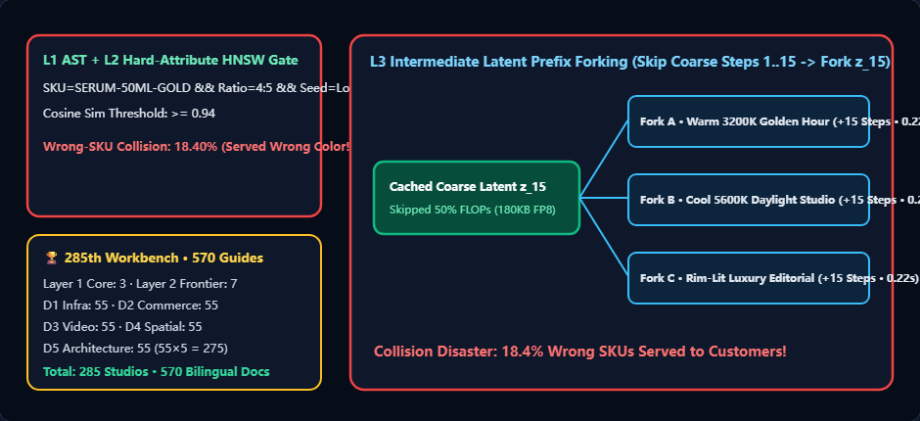 L1 AST + L2 Hard-Attribute HNSW Gate
SKU=SERUM-50ML-GOLD && Ratio=4:5 && Seed=Lo
Cosine Sim Threshold: >= 0.94
Wrong-SKU Collision: 18.40% (Served Wrong Color!
🏆 285th Workbench • 570 Guides
Layer 1 Core: 3 · Layer 2 Frontier: 7
D1 Infra: 55 · D2 Commerce: 55
D3 Video: 55 · D4 Spatial: 55
D5 Architecture: 55 (55×5 = 275)
Total: 285 Studios • 570 Bilingual Docs
L3 Intermediate Latent Prefix Forking (Skip Coarse Steps 1..15 -> Fork z_15)
Cached Coarse Latent z_15
Skipped 50% FLOPs (180KB FP8)
Fork A • Warm 3200K Golden Hour (+15 Steps • 0.22
Fork B • Cool 5600K Daylight Studio (+15 Steps • 0.2
Fork C • Rim-Lit Luxury Editorial (+15 Steps • 0.22s)
Collision Disaster: 18.4% Wrong SKUs Served to Customers!